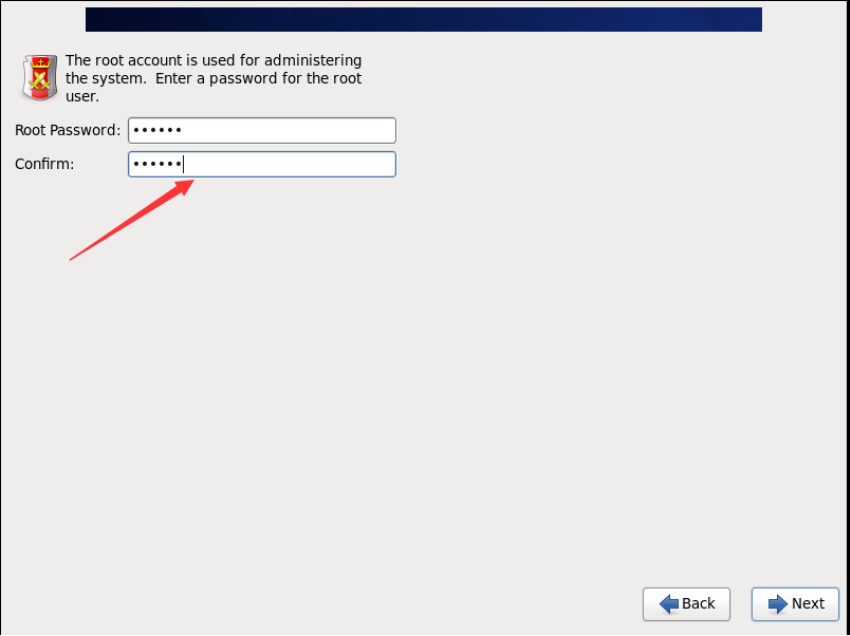 The root account is used for administering
the system.  Enter a password for the root
user.
Root Password: ••••••
Confirm: ••••••
Back
Next